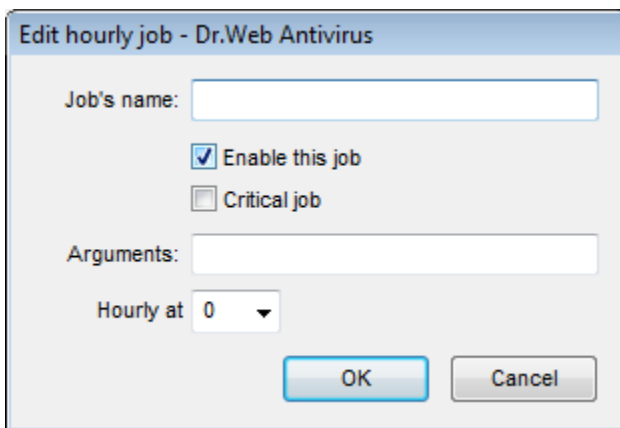 Edit hourly job - Dr.Web Antivirus
Job's name:
Enable this job
Critical job
Arguments:
Hourly at 0
OK Cancel